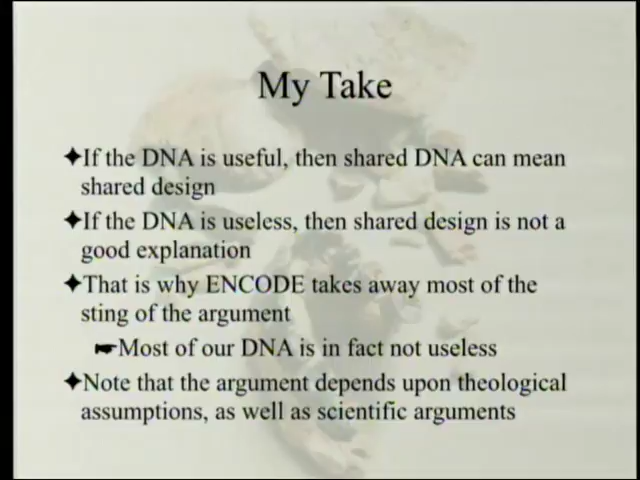 My Take
✦If the DNA is useful, then shared DNA can mean
shared design
✦If the DNA is useless, then shared design is not a
good explanation
✦That is why ENCODE takes away most of the
sting of the argument
☛Most of our DNA is in fact not useless
✦Note that the argument depends upon theological
assumptions, as well as scientific arguments